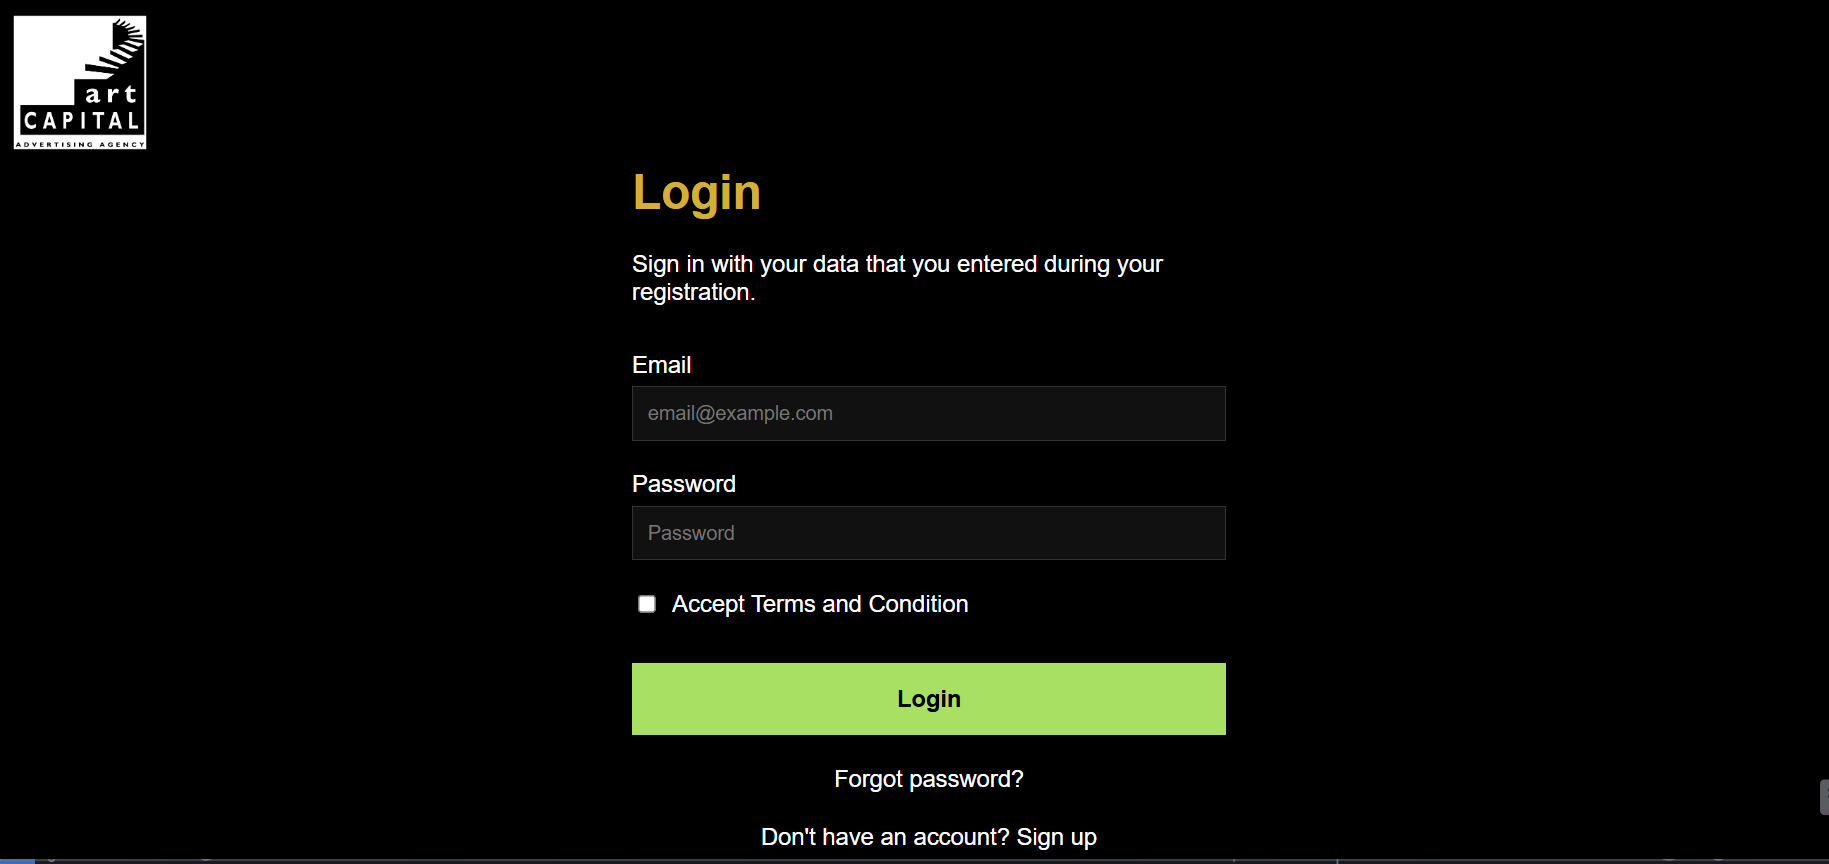 art
CAPITAL
ADVERTISING AGENCY
Login
Sign in with your data that you entered during your
registration.
Email
email@example.com
Password
Password
Accept Terms and Condition
Login
Forgot password?
Don't have an account? Sign up